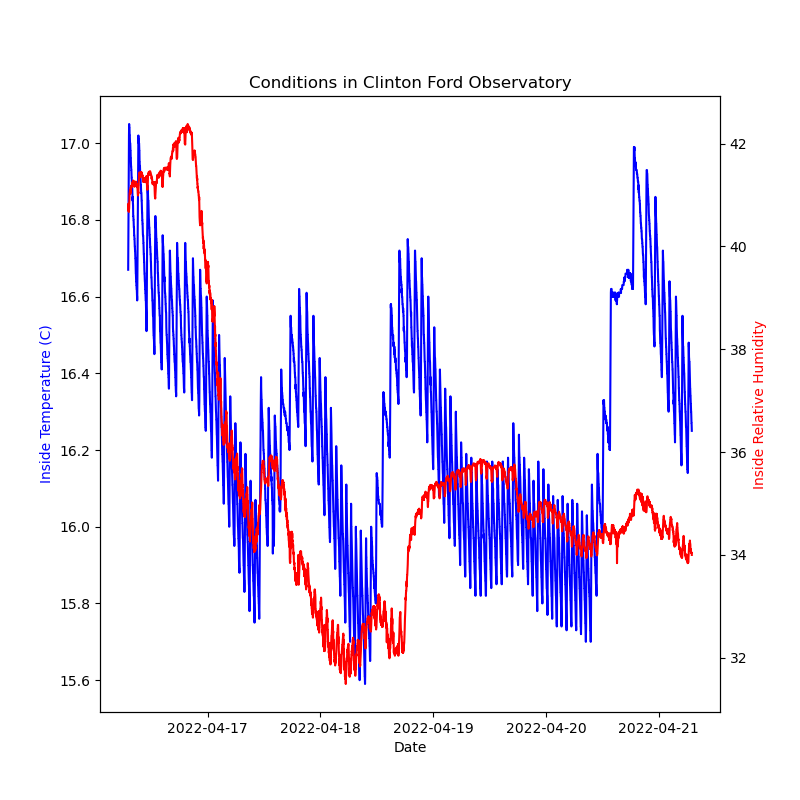 Conditions in Clinton Ford Observatory
Inside Temperature (C)
17.0
16.8
16.6
16.4
16.2
16.0
15.8
15.6
42
40
38
36
34
32
Inside Relative Humidity
2022-04-17 2022-04-18 2022-04-19 2022-04-20 2022-04-21
Date